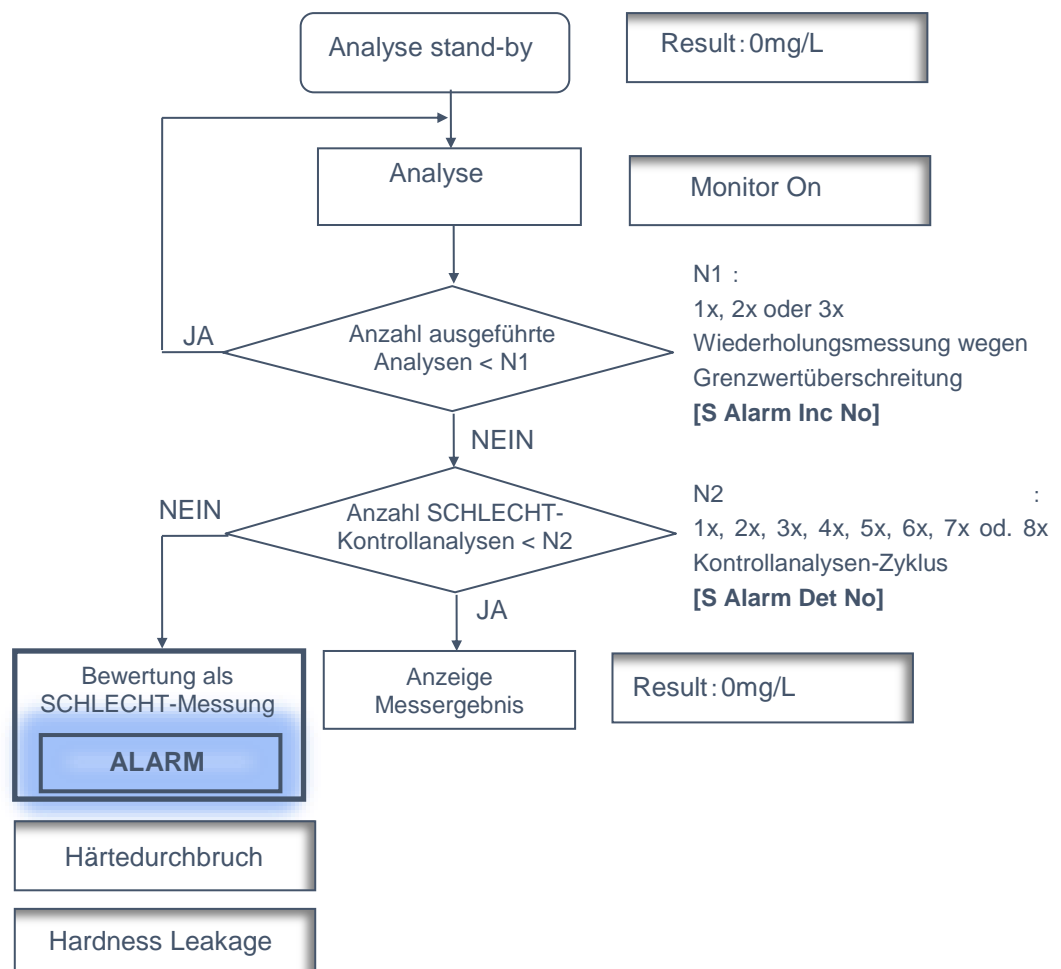 Analyse stand-by
Result：0mg/L
Analyse
Monitor On
JA
Anzahl ausgeführte
Analysen < N1
N1：
1x, 2x oder 3x
Wiederholungsmessung wegen
Grenzwertüberschreitung
[S Alarm Inc No]
NEIN
NEIN
Anzahl SCHLECHT-
Kontrollanalysen < N2
N2 :
1x, 2x, 3x, 4x, 5x, 6x, 7x od. 8x
Kontrollanalysen-Zyklus
[S Alarm Det No]
JA
Bewertung als
SCHLECHT-Messung
ALARM
Anzeige
Messergebnis
Result：0mg/L
Härtedurchbruch
Hardness Leakage